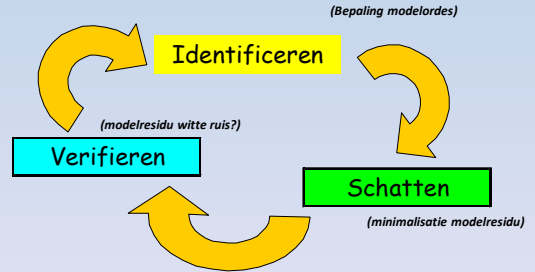 (Bepaling modelordes)
Identificeren
(modelresidu witte ruis?)
Verifieren
Schatten
(minimalisatie modelresidu)